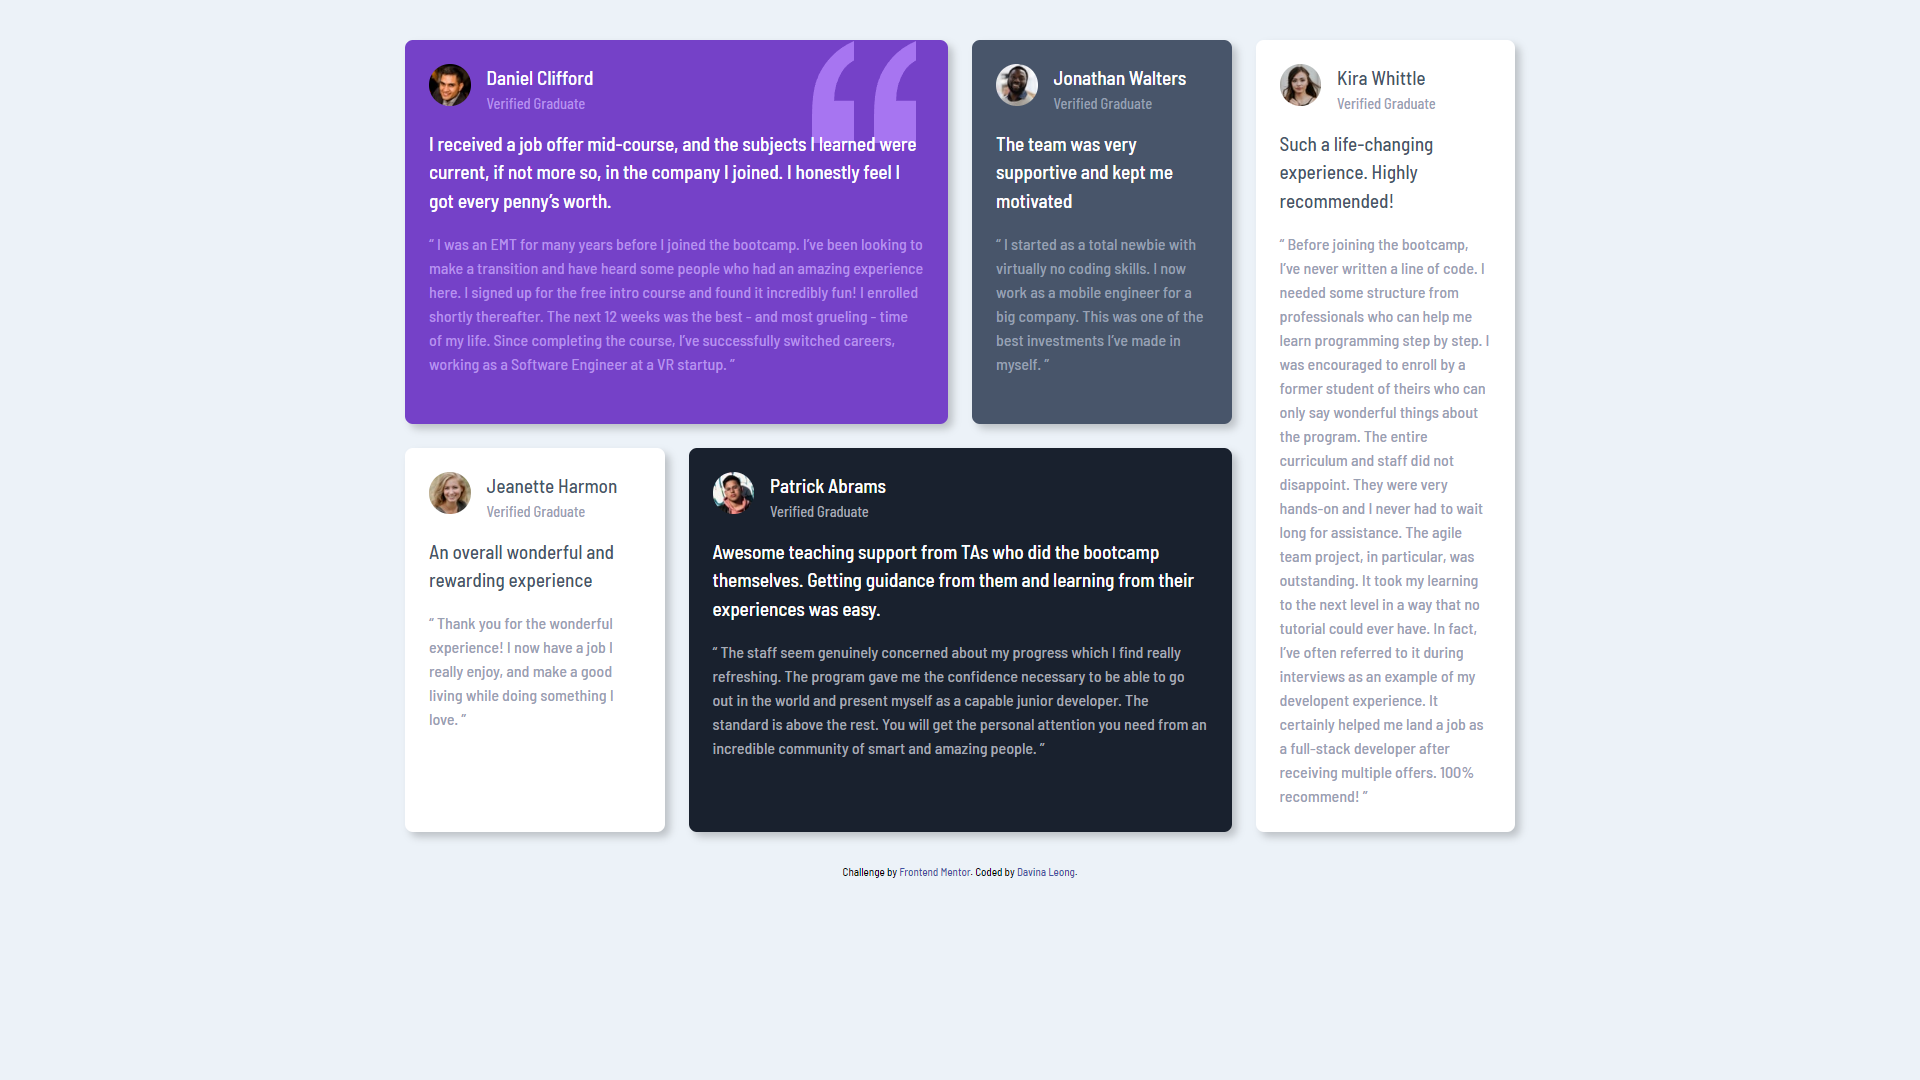 Daniel Clifford
Verified Graduate
I received a job offer mid-course, and the subjects I learned were
current, if not more so, in the company I joined. I honestly feel I
got every penny’s worth.
“ I was an EMT for many years before I joined the bootcamp. I’ve been looking to
make a transition and have heard some people who had an amazing experience
here. I signed up for the free intro course and found it incredibly fun! I enrolled
shortly thereafter. The next 12 weeks was the best - and most grueling - time
of my life. Since completing the course, I’ve successfully switched careers,
working as a Software Engineer at a VR startup. ”
Jonathan Walters
Verified Graduate
The team was very
supportive and kept me
motivated
“ I started as a total newbie with
virtually no coding skills. I now
work as a mobile engineer for a
big company. This was one of the
best investments I’ve made in
myself. ”
Kira Whittle
Verified Graduate
Such a life-changing
experience. Highly
recommended!
“ Before joining the bootcamp,
I’ve never written a line of code. I
needed some structure from
professionals who can help me
learn programming step by step. I
was encouraged to enroll by a
former student of theirs who can
only say wonderful things about
the program. The entire
curriculum and staff did not
disappoint. They were very
hands-on and I never had to wait
long for assistance. The agile
team project, in particular, was
outstanding. It took my learning
to the next level in a way that no
tutorial could ever have. In fact,
I’ve often referred to it during
interviews as an example of my
developent experience. It
certainly helped me land a job as
a full-stack developer after
receiving multiple offers. 100%
recommend! ”
Jeanette Harmon
Verified Graduate
An overall wonderful and
rewarding experience
“ Thank you for the wonderful
experience! I now have a job I
really enjoy, and make a good
living while doing something I
love. ”
Patrick Abrams
Verified Graduate
Awesome teaching support from TAs who did the bootcamp
themselves. Getting guidance from them and learning from their
experiences was easy.
“ The staff seem genuinely concerned about my progress which I find really
refreshing. The program gave me the confidence necessary to be able to go
out in the world and present myself as a capable junior developer. The
standard is above the rest. You will get the personal attention you need from an
incredible community of smart and amazing people. ”
Challenge by Frontend Mentor. Coded by Davina Leong.